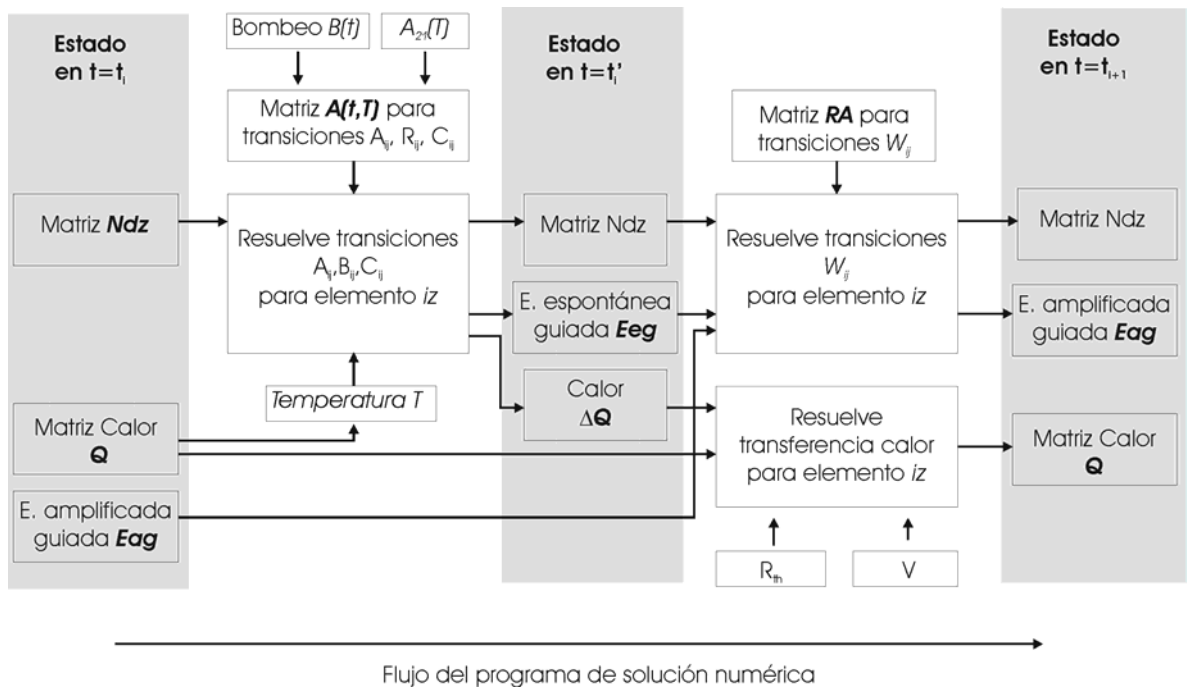 Estado
en t=tᵢ
Bombeo B(t)
A₂₁(T)
Matriz A(t,T) para
transiciones Aᵢⱼ, Rᵢⱼ, Cᵢⱼ
Estado
en t=tᵢ’
Matriz RA para
transiciones Wᵢⱼ
Estado
en t=tᵢ₊₁
Matriz Ndz
Resuelve transiciones
Aᵢⱼ,Bᵢⱼ,Cᵢⱼ
para elemento iz
Matriz Ndz
Resuelve transiciones
Wᵢⱼ
para elemento iz
Matriz Ndz
E. espontánea
guiada Eeg
E. amplificada
guiada Eag
Temperatura T
Calor
ΔQ
Matriz Calor
Q
Resuelve
transferencia calor
para elemento iz
Matriz Calor
Q
E. amplificada
guiada Eag
Rₜₕ
V
Flujo del programa de solución numérica